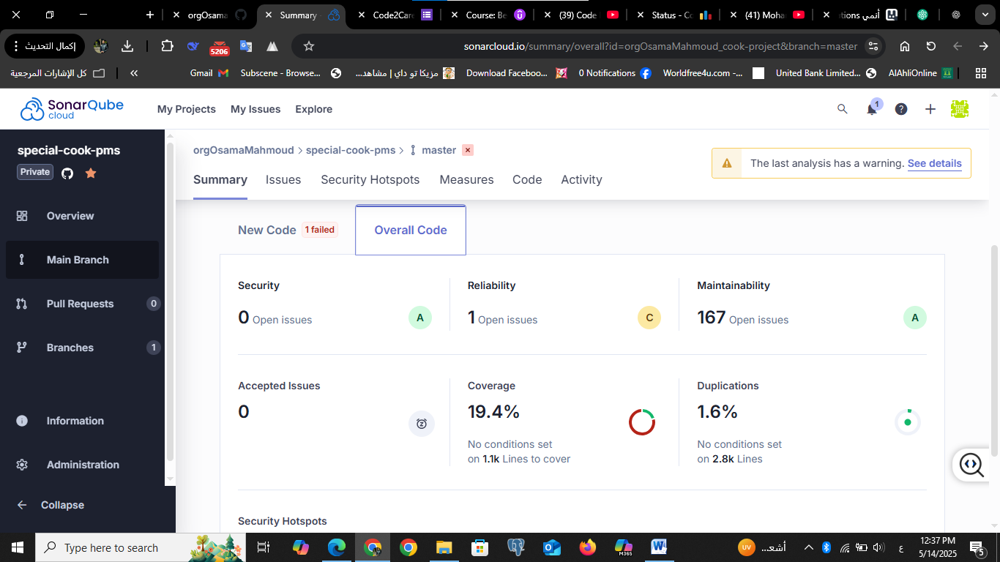 orgOsama
Summary
Code2Care
Course: Be
(39) Code
Status - Co
(41) Moha
أنمي
إكمال التحديث
5206
sonarcloud.io/summary/overall?id=orgOsamaMahmoud_cook-project&branch=master
كل الإشارات المرجعية
Gmail
Subscene - Browse...
مزيكا تو داي | مشاهد...
Download Faceboo...
0 Notifications
Worldfree4u.com -...
United Bank Limited...
AlAhliOnline
SonarQube
cloud
My Projects
My Issues
Explore
1
special-cook-pms
Private
orgOsamaMahmoud > special-cook-pms > master
The last analysis has a warning. See details
Summary
Issues
Security Hotspots
Measures
Code
Activity
Overview
Main Branch
Pull Requests
0
Branches
1
Information
Administration
Collapse
New Code
1 failed
Overall Code
Security
0 Open issues
A
Reliability
1 Open issues
C
Maintainability
167 Open issues
A
Accepted Issues
0
Coverage
19.4%
No conditions set
on 1.1k Lines to cover
Duplications
1.6%
No conditions set
on 2.8k Lines
Security Hotspots
Type here to search
M365
UV
أشعـ...
ع
12:37 PM
5/14/2025
5